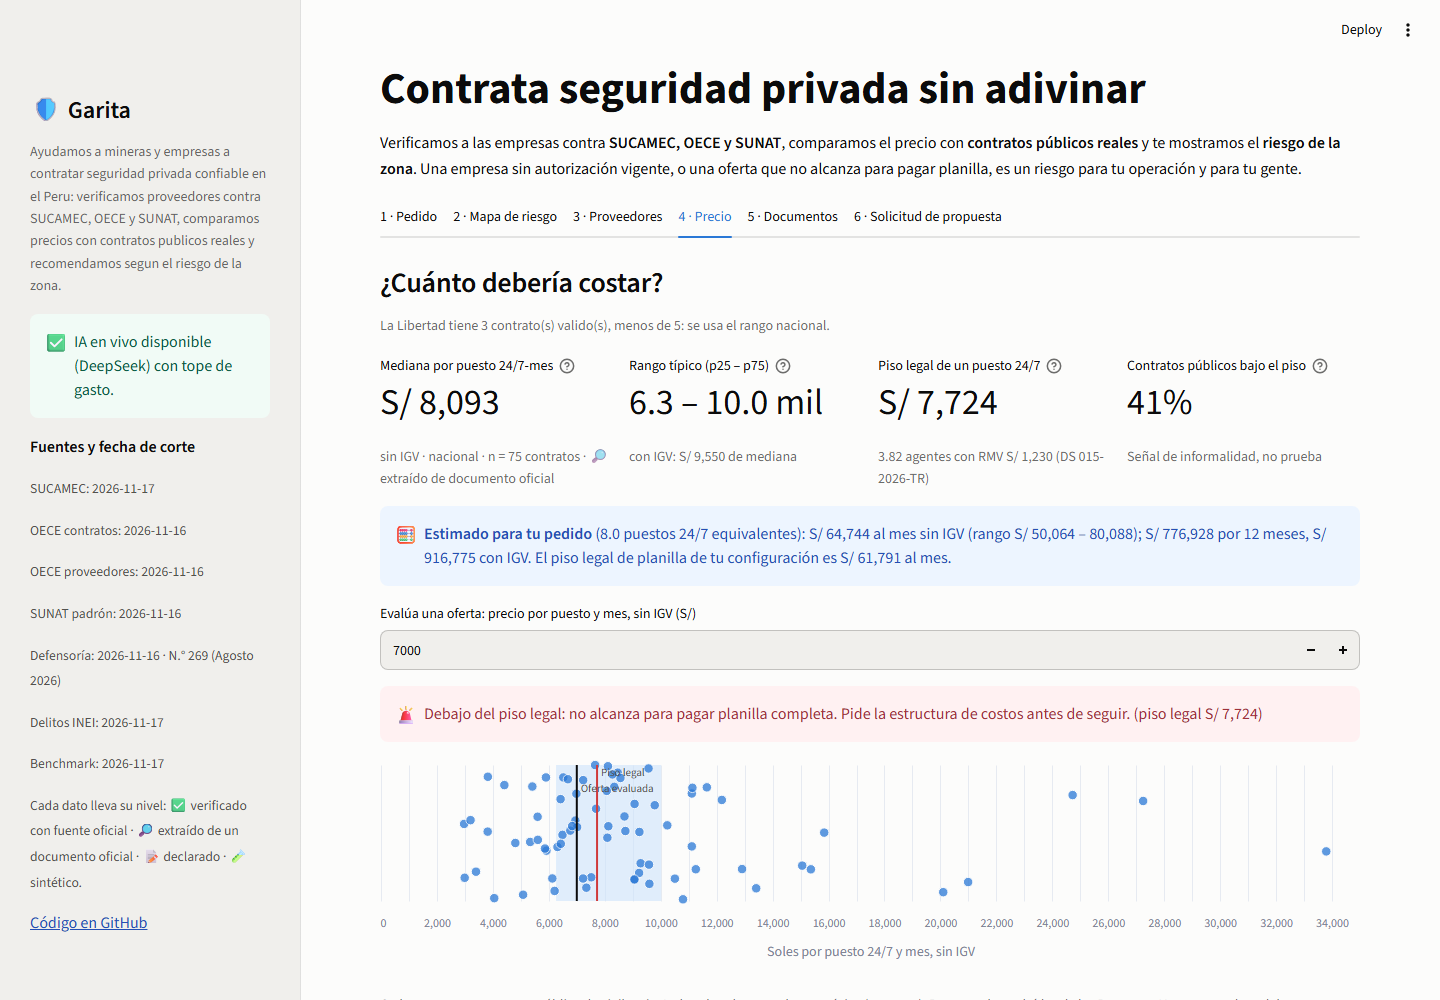 Deploy
Garita
Ayudamos a mineras y empresas a
contratar seguridad privada confiable en
el Peru: verificamos proveedores contra
SUCAMEC, OECE y SUNAT, comparamos
precios con contratos publicos reales y
recomendamos segun el riesgo de la
zona.
IA en vivo disponible
(DeepSeek) con tope de
gasto.
Fuentes y fecha de corte
SUCAMEC: 2026-11-17
OECE contratos: 2026-11-16
OECE proveedores: 2026-11-16
SUNAT padrón: 2026-11-16
Defensoría: 2026-11-16 · N.° 269 (Agosto
2026)
Delitos INEI: 2026-11-17
Benchmark: 2026-11-17
Cada dato lleva su nivel: ✅ verificado
con fuente oficial · 🔎 extraído de un
documento oficial · 📝 declarado · 🧪
sintético.
Código en GitHub
Contrata seguridad privada sin adivinar
Verificamos a las empresas contra SUCAMEC, OECE y SUNAT, comparamos el precio con contratos públicos reales y te mostramos el riesgo de la
zona. Una empresa sin autorización vigente, o una oferta que no alcanza para pagar planilla, es un riesgo para tu operación y para tu gente.
1 · Pedido 2 · Mapa de riesgo 3 · Proveedores 4 · Precio 5 · Documentos 6 · Solicitud de propuesta
¿Cuánto debería costar?
La Libertad tiene 3 contrato(s) valido(s), menos de 5: se usa el rango nacional.
Mediana por puesto 24/7-mes
S/ 8,093
sin IGV · nacional · n = 75 contratos · 🔎
extraído de documento oficial
Rango típico (p25 – p75)
6.3 – 10.0 mil
con IGV: S/ 9,550 de mediana
Piso legal de un puesto 24/7
S/ 7,724
3.82 agentes con RMV S/ 1,230 (DS 015-
2026-TR)
Contratos públicos bajo el piso
41%
Señal de informalidad, no prueba
Estimado para tu pedido (8.0 puestos 24/7 equivalentes): S/ 64,744 al mes sin IGV (rango S/ 50,064 – 80,088); S/ 776,928 por 12 meses, S/
916,775 con IGV. El piso legal de planilla de tu configuración es S/ 61,791 al mes.
Evalúa una oferta: precio por puesto y mes, sin IGV (S/)
7000
Debajo del piso legal: no alcanza para pagar planilla completa. Pide la estructura de costos antes de seguir. (piso legal S/ 7,724)
Piso legal
Oferta evaluada
0 2,000 4,000 6,000 8,000 10,000 12,000 14,000 16,000 18,000 20,000 22,000 24,000 26,000 28,000 30,000 32,000 34,000
Soles por puesto 24/7 y mes, sin IGV